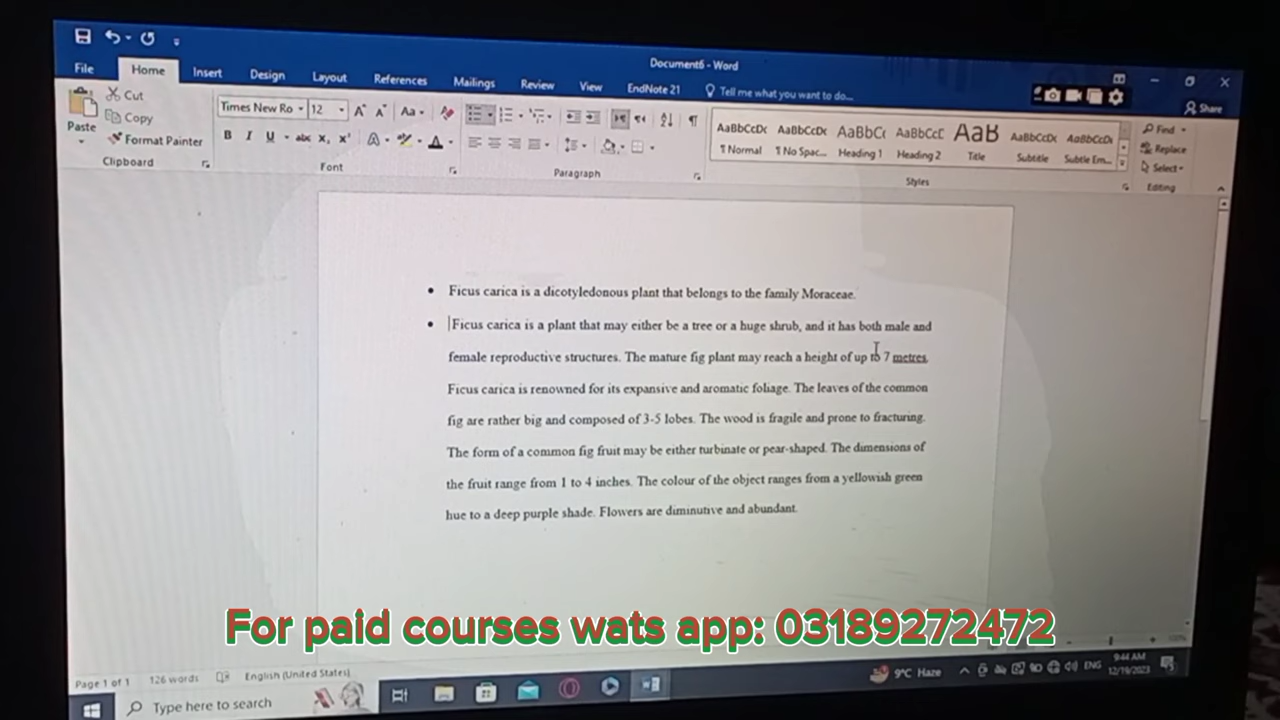 Document6 - Word
File Home Insert Design Layout References Mailings Review View EndNote 21 Tell me what you want to do...
Share
Paste
Cut
Copy
Format Painter
Clipboard
Times New Ro 12
Font
Paragraph
AaBbCcDc AaBbCcDc AaBbCc AaBbCcC AaB AaBbCcDc AaBbCcDc
¶ Normal ¶ No Spac... Heading 1 Heading 2 Title Subtitle Subtle Em...
Styles
Find
Replace
Select
Editing
• Ficus carica is a dicotyledonous plant that belongs to the family Moraceae.
• Ficus carica is a plant that may either be a tree or a huge shrub, and it has both male and
female reproductive structures. The mature fig plant may reach a height of up to 7 metres.
Ficus carica is renowned for its expansive and aromatic foliage. The leaves of the common
fig are rather big and composed of 3-5 lobes. The wood is fragile and prone to fracturing.
The form of a common fig fruit may be either turbinate or pear-shaped. The dimensions of
the fruit range from 1 to 4 inches. The colour of the object ranges from a yellowish green
hue to a deep purple shade. Flowers are diminutive and abundant.
For paid courses wats app: 03189272472
Page 1 of 1 126 words English (United States)
Type here to search
9°C Haze
ENG
9:44 AM
12/19/2023